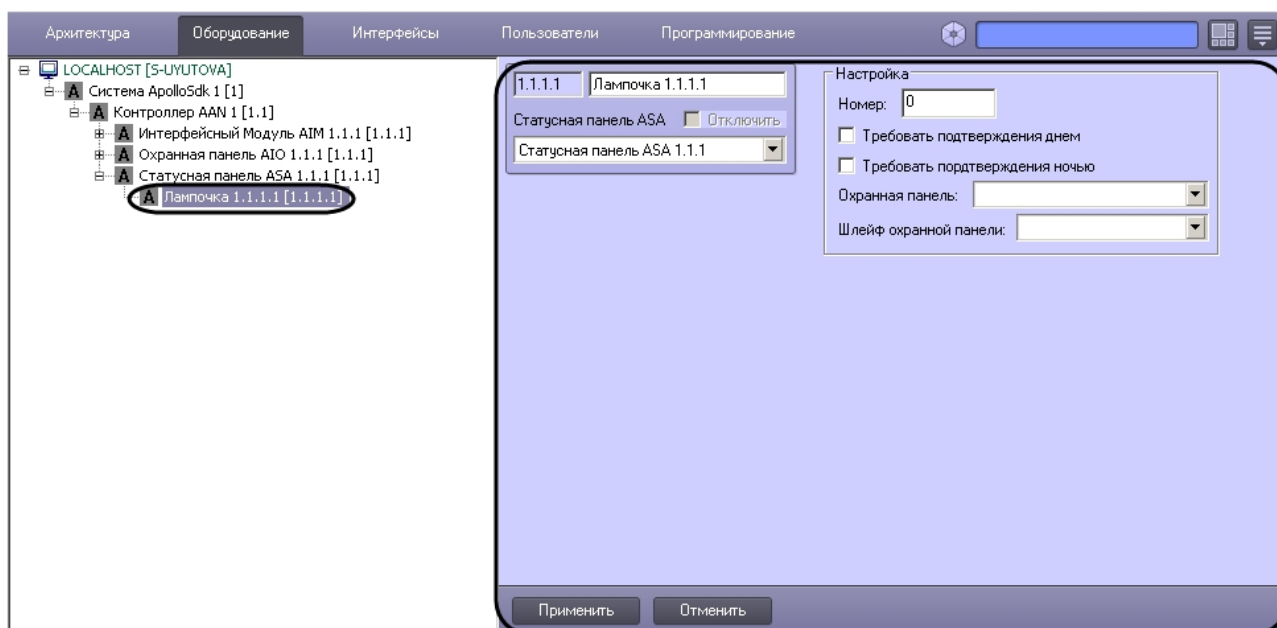 Архитектура Оборудование Интерфейсы Пользователи Программирование
LOCALHOST [S-UYUTOVA]
A Система ApolloSdk 1 [1]
A Контроллер AAN 1 [1.1]
A Интерфейсный Модуль AIM 1.1.1 [1.1.1]
A Охранная панель AIO 1.1.1 [1.1.1]
A Статусная панель ASA 1.1.1 [1.1.1]
A Лампочка 1.1.1.1 [1.1.1.1]
1.1.1.1 Лампочка 1.1.1.1
Статусная панель ASA Отключить
Статусная панель ASA 1.1.1
Настройка
Номер: 0
Требовать подтверждения днем
Требовать пордтверждения ночью
Охранная панель:
Шлейф охранной панели:
Применить Отменить